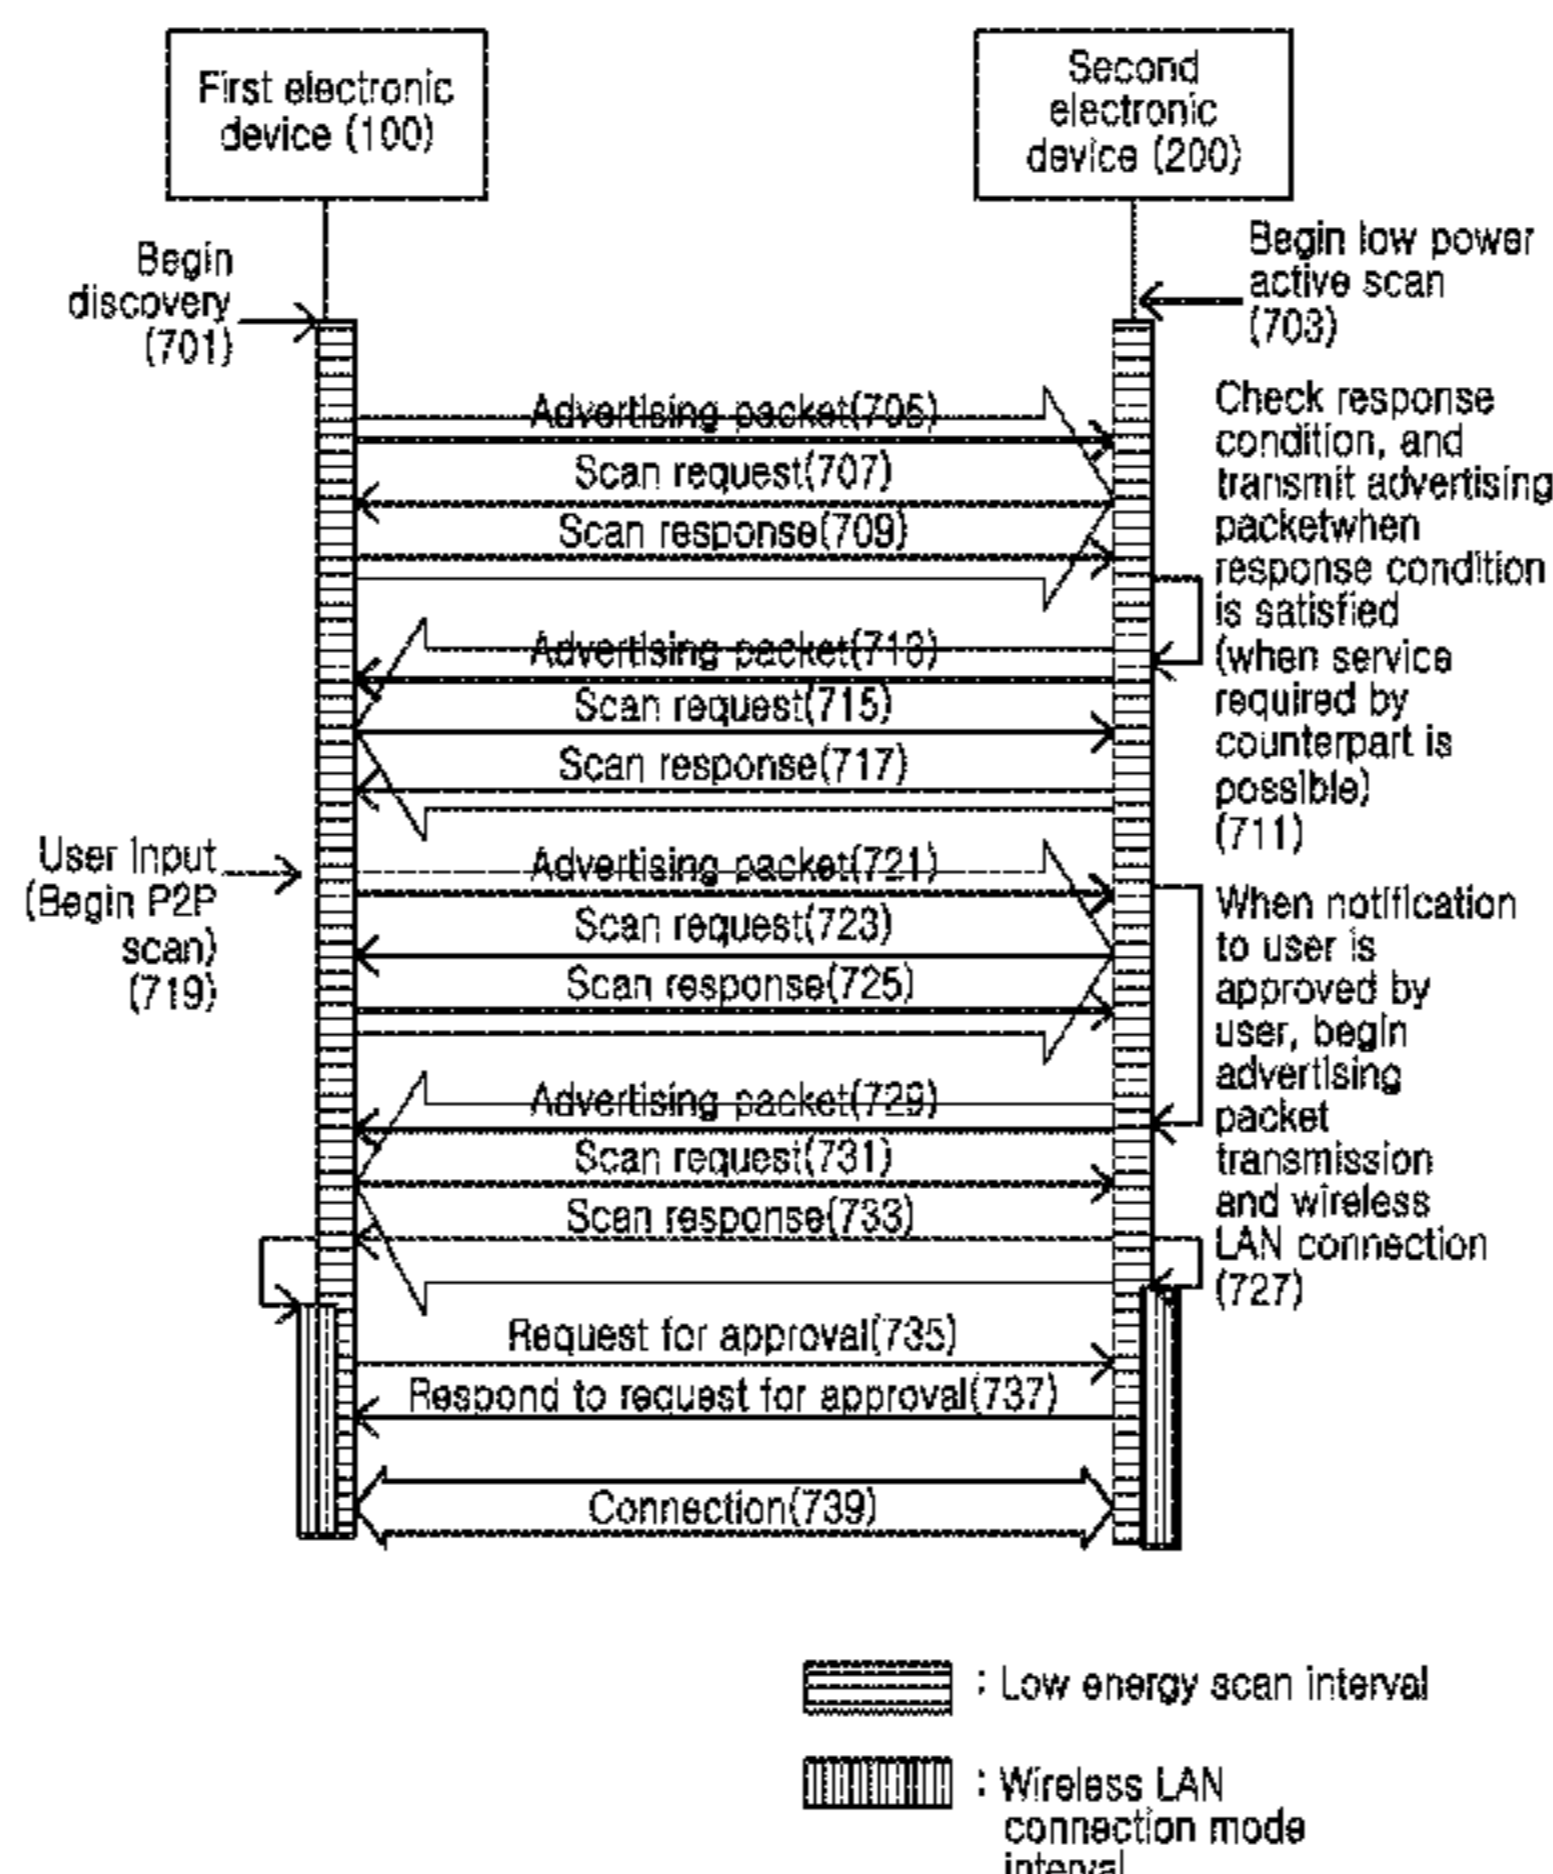 First electronic
device (100)
Second
electronic
device (200)
Begin
discovery
(701)
Begin low power
active scan
(703)
Advertising packet(705)
Scan request(707)
Scan response(709)
Check response
condition, and
transmit advertising
packetwhen
response condition
is satisfied
(when service
required by
counterpart is
possible)
(711)
Advertising packet(713)
Scan request(715)
Scan response(717)
User input
(Begin P2P
scan)
(719)
Advertising packet(721)
Scan request(723)
Scan response(725)
When notification
to user is
approved by
user, begin
advertising
packet
transmission
and wireless
LAN connection
(727)
Advertising packet(729)
Scan request(731)
Scan response(733)
Request for approval(735)
Respond to request for approval(737)
Connection(739)
: Low energy scan interval
: Wireless LAN
connection mode
interval